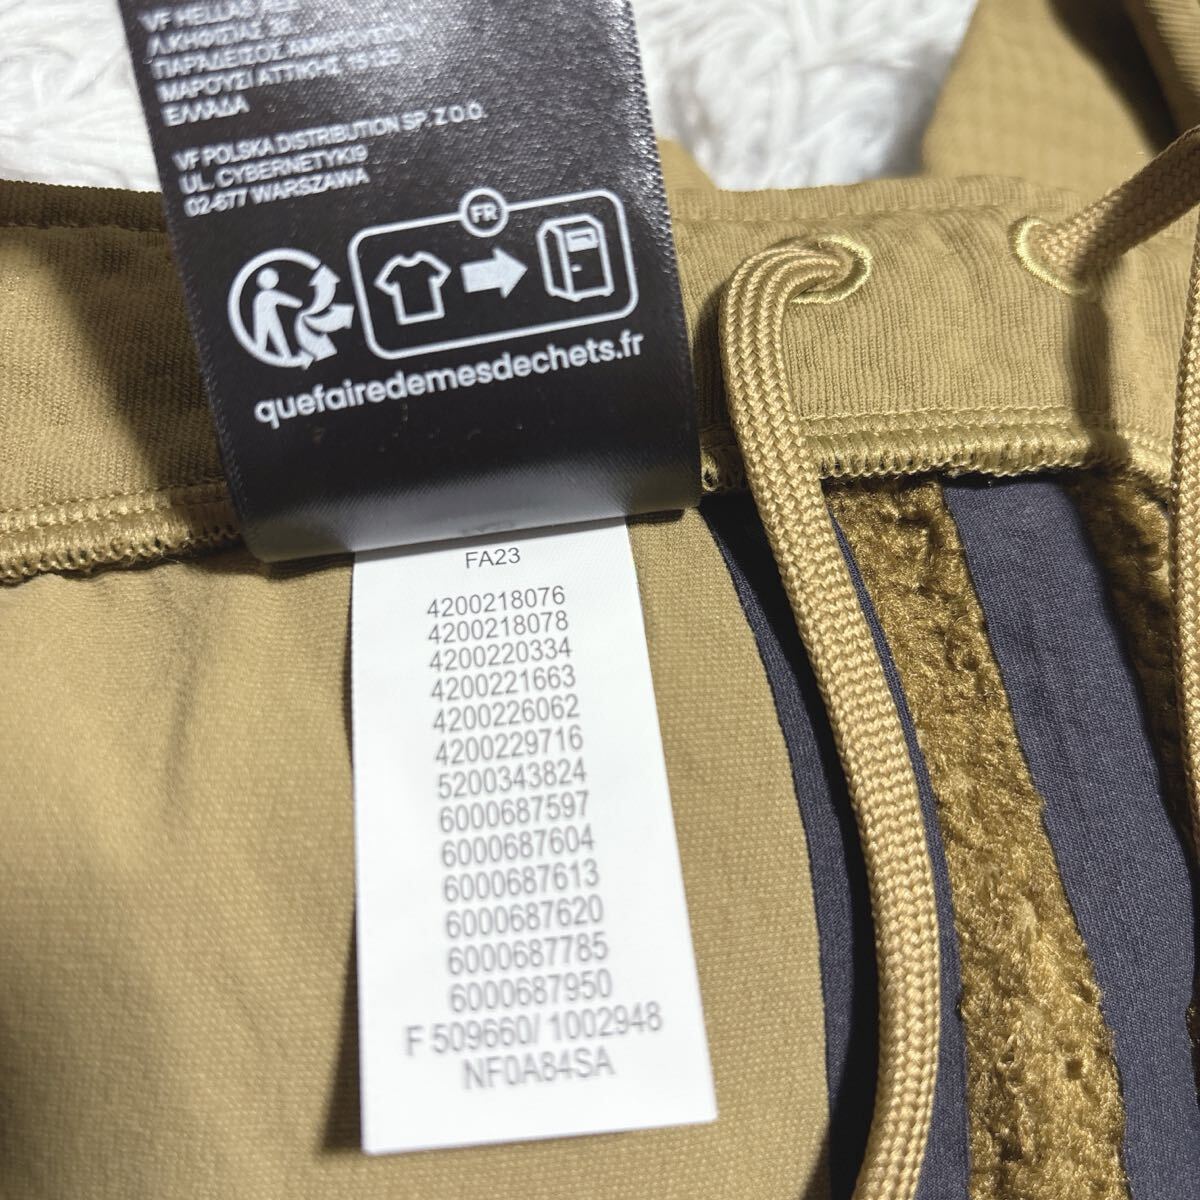 VF HELLAS
Λ.ΚΗΦΙΣΙΑΣ
ΠΑΡΑΔΕΙΣΟΣ ΑΜΑΡΟΥΣΙΟΥ
ΜΑΡΟΥΣΙ ΑΤΤΙΚΗΣ 15125
ΕΛΛΑΔΑ
VF POLSKA DISTRIBUTION SP. Z O.O.
UL. CYBERNETYKI9
02-677 WARSZAWA
FR
quefairedemesdechets.fr
FA23
4200218076
4200218078
4200220334
4200221663
4200226062
4200229716
5200343824
6000687597
6000687604
6000687613
6000687620
6000687785
6000687950
F 509660/ 1002948
NF0A84SA